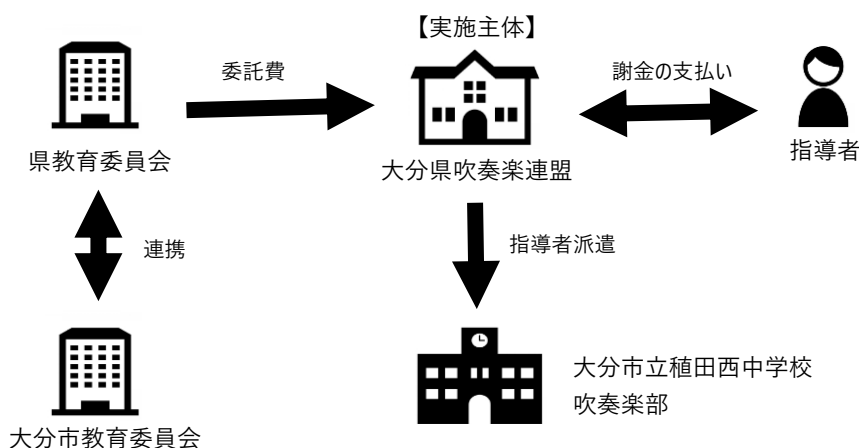 【実施主体】
委託費
謝金の支払い
県教育委員会
大分県吹奏楽連盟
指導者
連携
指導者派遣
大分市立稙田西中学校
吹奏楽部
大分市教育委員会